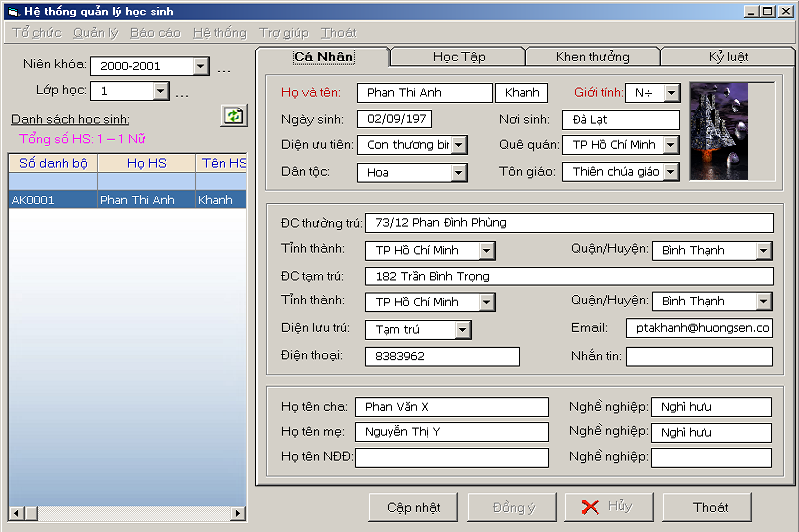 Hệ thống quản lý học sinh
Tổ chức Quản lý Báo cáo Hệ thống Trợ giúp Thoát
Niên khóa: 2000-2001 ...
Lớp học: 1 ...
Danh sách học sinh:
Tổng số HS: 1 – 1 Nữ
Số danh bộ Họ HS Tên HS
AK0001 Phan Thi Anh Khanh
Cá Nhân Học Tập Khen thưởng Kỷ luật
Họ và tên: Phan Thi Anh Khanh Giới tính: N÷
Ngày sinh: 02/09/197 Nơi sinh: Đà Lạt
Diện ưu tiên: Con thương bir Quê quán: TP Hồ Chí Minh
Dân tộc: Hoa Tôn giáo: Thiên chúa giáo
ĐC thường trú: 73/12 Phan Đình Phùng
Tỉnh thành: TP Hồ Chí Minh Quận/Huyện: Bình Thạnh
ĐC tạm trú: 182 Trần Bình Trọng
Tỉnh thành: TP Hồ Chí Minh Quận/Huyện: Bình Thạnh
Diện lưu trú: Tạm trú Email: ptakhanh@huongsen.co
Điện thoại: 8383962 Nhắn tin:
Họ tên cha: Phan Văn X Nghề nghiệp: Nghỉ hưu
Họ tên mẹ: Nguyễn Thị Y Nghề nghiệp: Nghỉ hưu
Họ tên NĐĐ: Nghề nghiệp:
Cập nhật Đồng ý Hủy Thoát